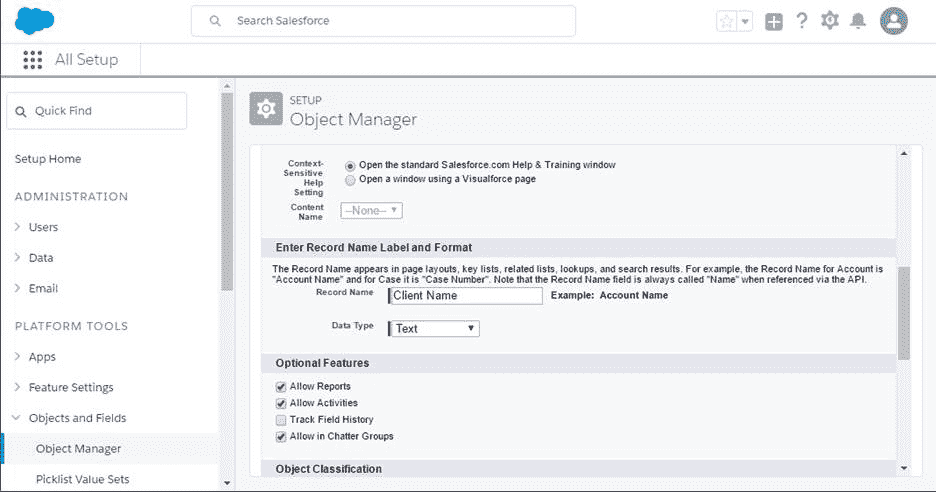 Search Salesforce
All Setup
Quick Find
Setup Home
ADMINISTRATION
Users
Data
Email
PLATFORM TOOLS
Apps
Feature Settings
Objects and Fields
Object Manager
Picklist Value Sets
SETUP
Object Manager
Context-
Sensitive
Help
Setting
Open the standard Salesforce.com Help & Training window
Open a window using a Visualforce page
Content
Name
--None--
Enter Record Name Label and Format
The Record Name appears in page layouts, key lists, related lists, lookups, and search results. For example, the Record Name for Account is
"Account Name" and for Case it is "Case Number". Note that the Record Name field is always called "Name" when referenced via the API.
Record Name Client Name Example: Account Name
Data Type Text
Optional Features
Allow Reports
Allow Activities
Track Field History
Allow in Chatter Groups
Object Classification